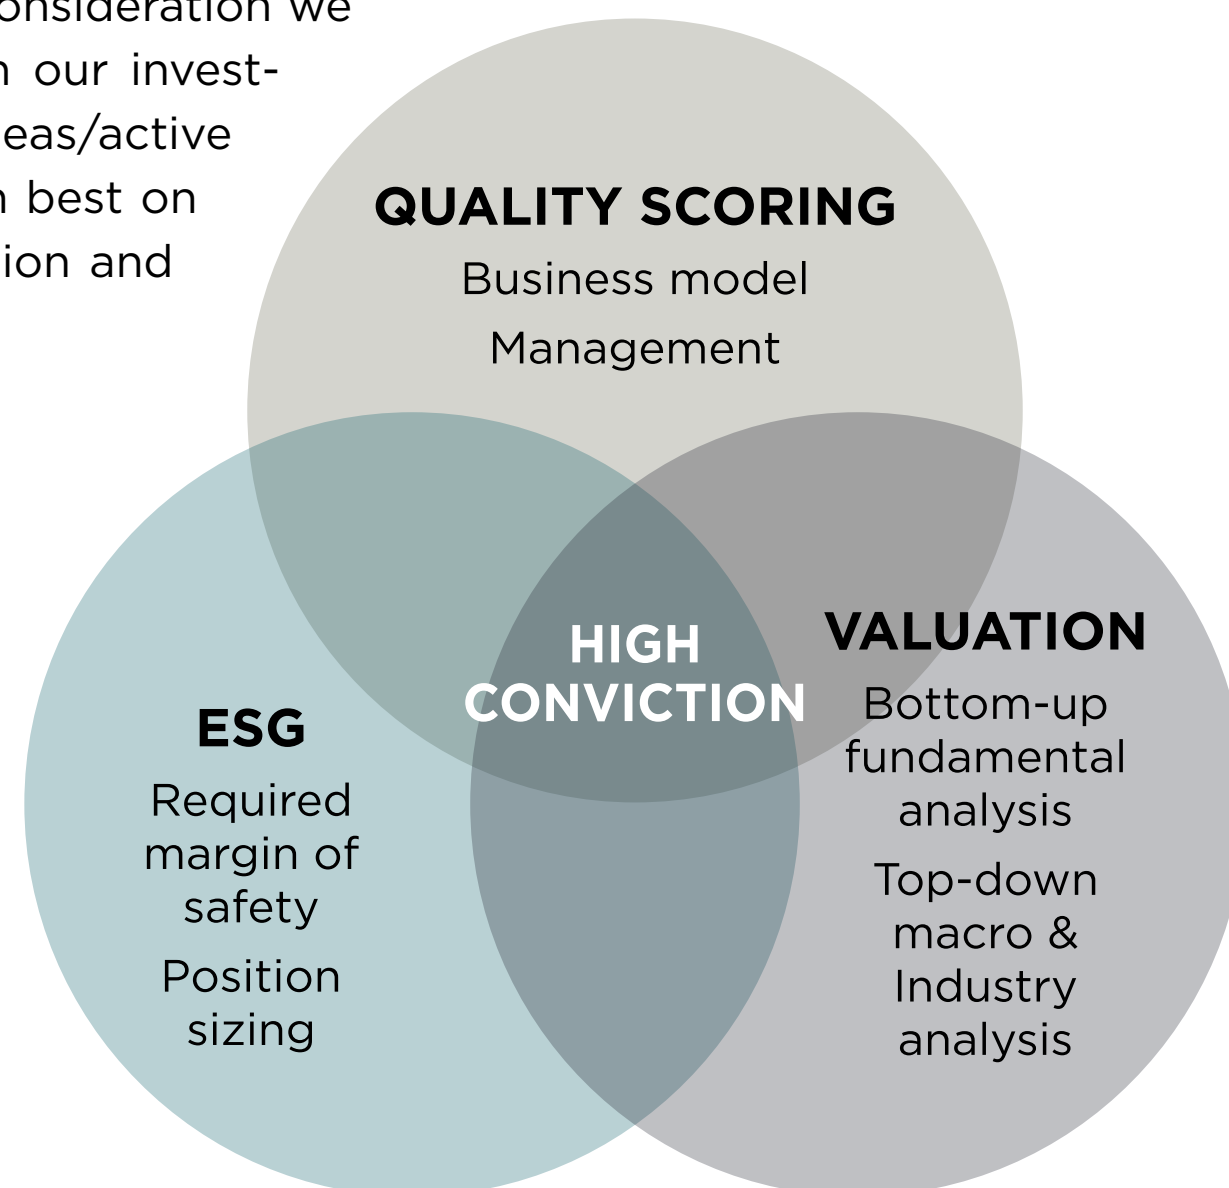 onsideration we
n our invest-
eas/active
n best on
ion and
QUALITY SCORING
Business model
Management
HIGH
CONVICTION
VALUATION
Bottom-up
fundamental
analysis
Top-down
macro &
Industry
analysis
ESG
Required
margin of
safety
Position
sizing